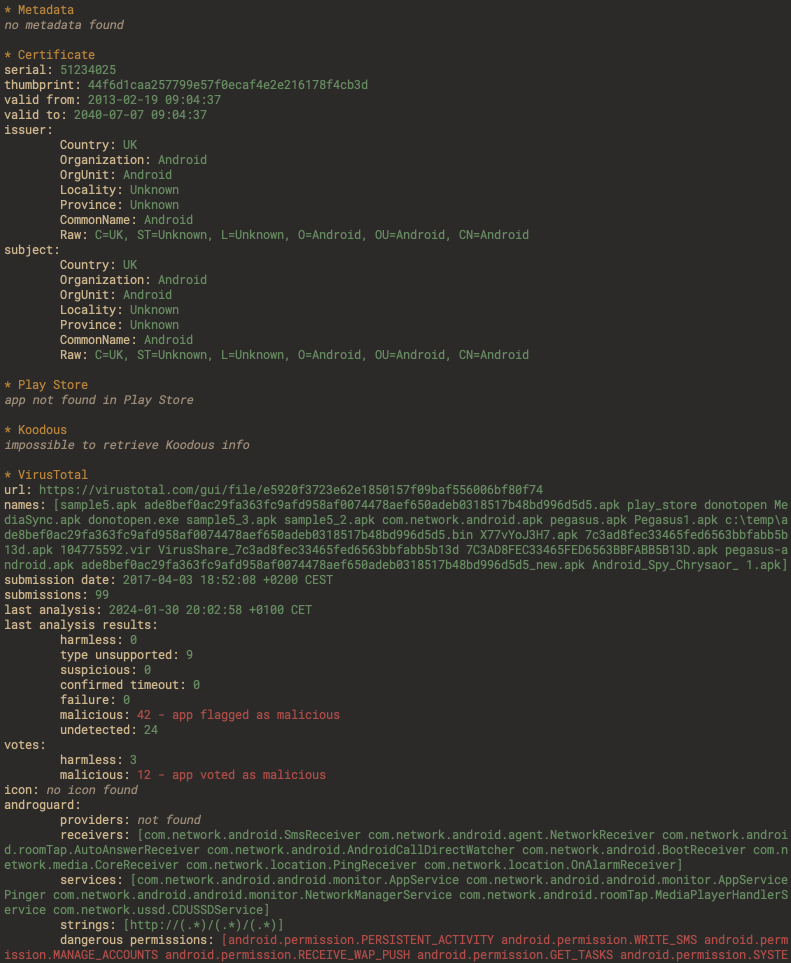 * Metadata
no metadata found
* Certificate
serial: 51234025
thumbprint: 44f6d1caa257799e57f0ecaf4e2e216178f4cb3d
valid from: 2013-02-19 09:04:37
valid to: 2040-07-07 09:04:37
issuer:
Country: UK
Organization: Android
OrgUnit: Android
Locality: Unknown
Province: Unknown
CommonName: Android
Raw: C=UK, ST=Unknown, L=Unknown, O=Android, OU=Android, CN=Android
subject:
Country: UK
Organization: Android
OrgUnit: Android
Locality: Unknown
Province: Unknown
CommonName: Android
Raw: C=UK, ST=Unknown, L=Unknown, O=Android, OU=Android, CN=Android
* Play Store
app not found in Play Store
* Koodous
impossible to retrieve Koodous info
* VirusTotal
url: https://virustotal.com/gui/file/e5920f3723e62e1850157f09baf556006bf80f74
names: [sample5.apk ade8bef0ac29fa363fc9afd958af0074478aef650adeb0318517b48bd996d5d5.apk play_store donotopen Me
diaSync.apk donotopen.exe sample5_3.apk sample5_2.apk com.network.android.apk pegasus.apk Pegasus1.apk c:\temp\a
de8bef0ac29fa363fc9afd958af0074478aef650adeb0318517b48bd996d5d5.bin X77vYoJ3H7.apk 7c3ad8fec33465fed6563bbfabb5b
13d.apk 104775592.vir VirusShare_7c3ad8fec33465fed6563bbfabb5b13d 7C3AD8FEC33465FED6563BBFABB5B13D.apk pegasus-a
ndroid.apk ade8bef0ac29fa363fc9afd958af0074478aef650adeb0318517b48bd996d5d5_new.apk Android_Spy_Chrysaor_ 1.apk]
submission date: 2017-04-03 18:52:08 +0200 CEST
submissions: 99
last analysis: 2024-01-30 20:02:58 +0100 CET
last analysis results:
harmless: 0
type unsupported: 9
suspicious: 0
confirmed timeout: 0
failure: 0
malicious: 42 - app flagged as malicious
undetected: 24
votes:
harmless: 3
malicious: 12 - app voted as malicious
icon: no icon found
androguard:
providers: not found
receivers: [com.network.android.SmsReceiver com.network.android.agent.NetworkReceiver com.network.androi
d.roomTap.AutoAnswerReceiver com.network.android.AndroidCallDirectWatcher com.network.android.BootReceiver com.n
etwork.media.CoreReceiver com.network.location.PingReceiver com.network.location.OnAlarmReceiver]
services: [com.network.android.android.monitor.AppService com.network.android.android.monitor.AppService
Pinger com.network.android.android.monitor.NetworkManagerService com.network.android.roomTap.MediaPlayerHandlerS
ervice com.network.ussd.CDUSSDService]
strings: [http://(.*)/(.*)/(.*)]
dangerous permissions: [android.permission.PERSISTENT_ACTIVITY android.permission.WRITE_SMS android.perm
ission.MANAGE_ACCOUNTS android.permission.RECEIVE_WAP_PUSH android.permission.GET_TASKS android.permission.SYSTE